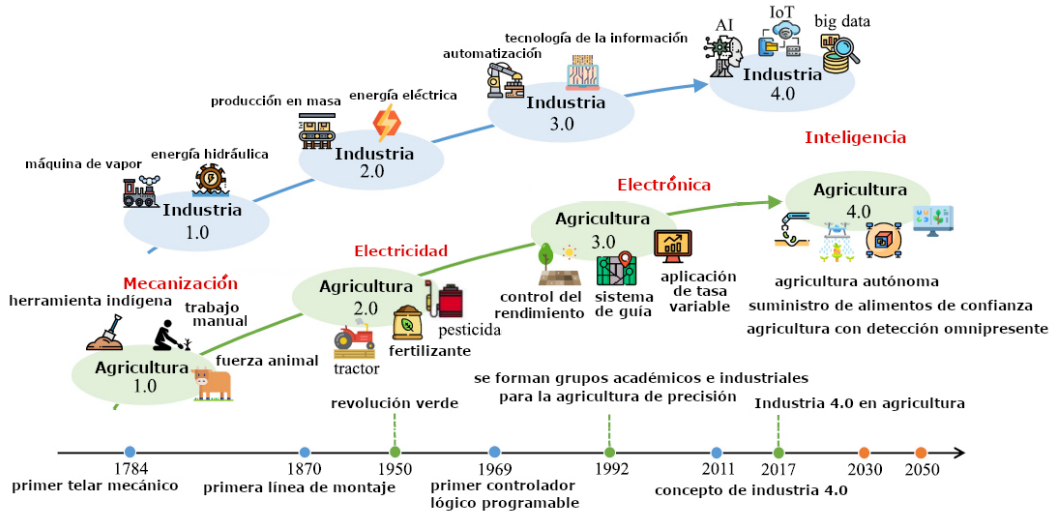 AI
IoT
big data
tecnología de la información
automatización
Industria
4.0
Industria
3.0
energía eléctrica
producción en masa
Industria
2.0
Inteligencia
energía hidráulica
máquina de vapor
Industria
1.0
Electrónica
Agricultura
4.0
Agricultura
3.0
Electricidad
Mecanización
Agricultura
2.0
control del
rendimiento
sistema
de guía
aplicación
de tasa
variable
agricultura autónoma
suministro de alimentos de confianza
agricultura con detección omnipresente
herramienta indígena
trabajo
manual
pesticida
fertilizante
tractor
Agricultura
1.0
fuerza animal
se forman grupos académicos e industriales
para la agricultura de precisión
revolución verde
Industria 4.0 en agricultura
1784
1870
1950
1969
1992
2011
2017
2030
2050
primer telar mecánico
primera línea de montaje
primer controlador
lógico programable
concepto de industria 4.0